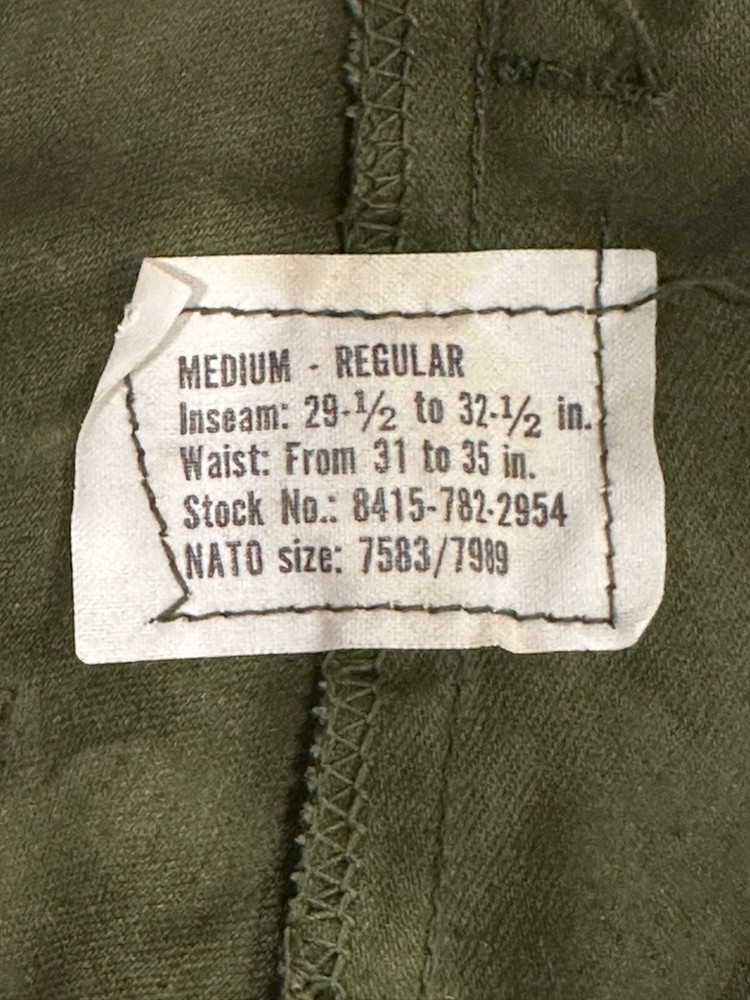 MEDIUM - REGULAR
Inseam: 29-1/2 to 32-1/2 in.
Waist: From 31 to 35 in.
Stock No.: 8415-782-2954
NATO size: 7583/7989